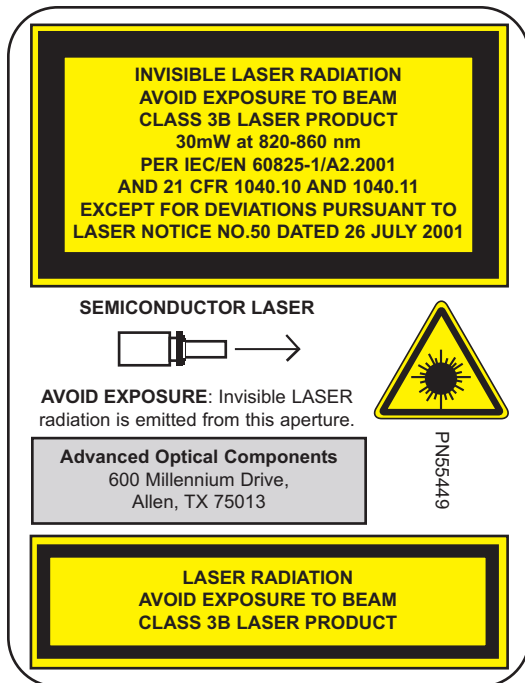 INVISIBLE LASER RADIATION
AVOID EXPOSURE TO BEAM
CLASS 3B LASER PRODUCT
30mW at 820-860 nm
PER IEC/EN 60825-1/A2.2001
AND 21 CFR 1040.10 AND 1040.11
EXCEPT FOR DEVIATIONS PURSUANT TO
LASER NOTICE NO.50 DATED 26 JULY 2001
SEMICONDUCTOR LASER
AVOID EXPOSURE: Invisible LASER
radiation is emitted from this aperture.
PN55449
Advanced Optical Components
600 Millennium Drive,
Allen, TX 75013
LASER RADIATION
AVOID EXPOSURE TO BEAM
CLASS 3B LASER PRODUCT